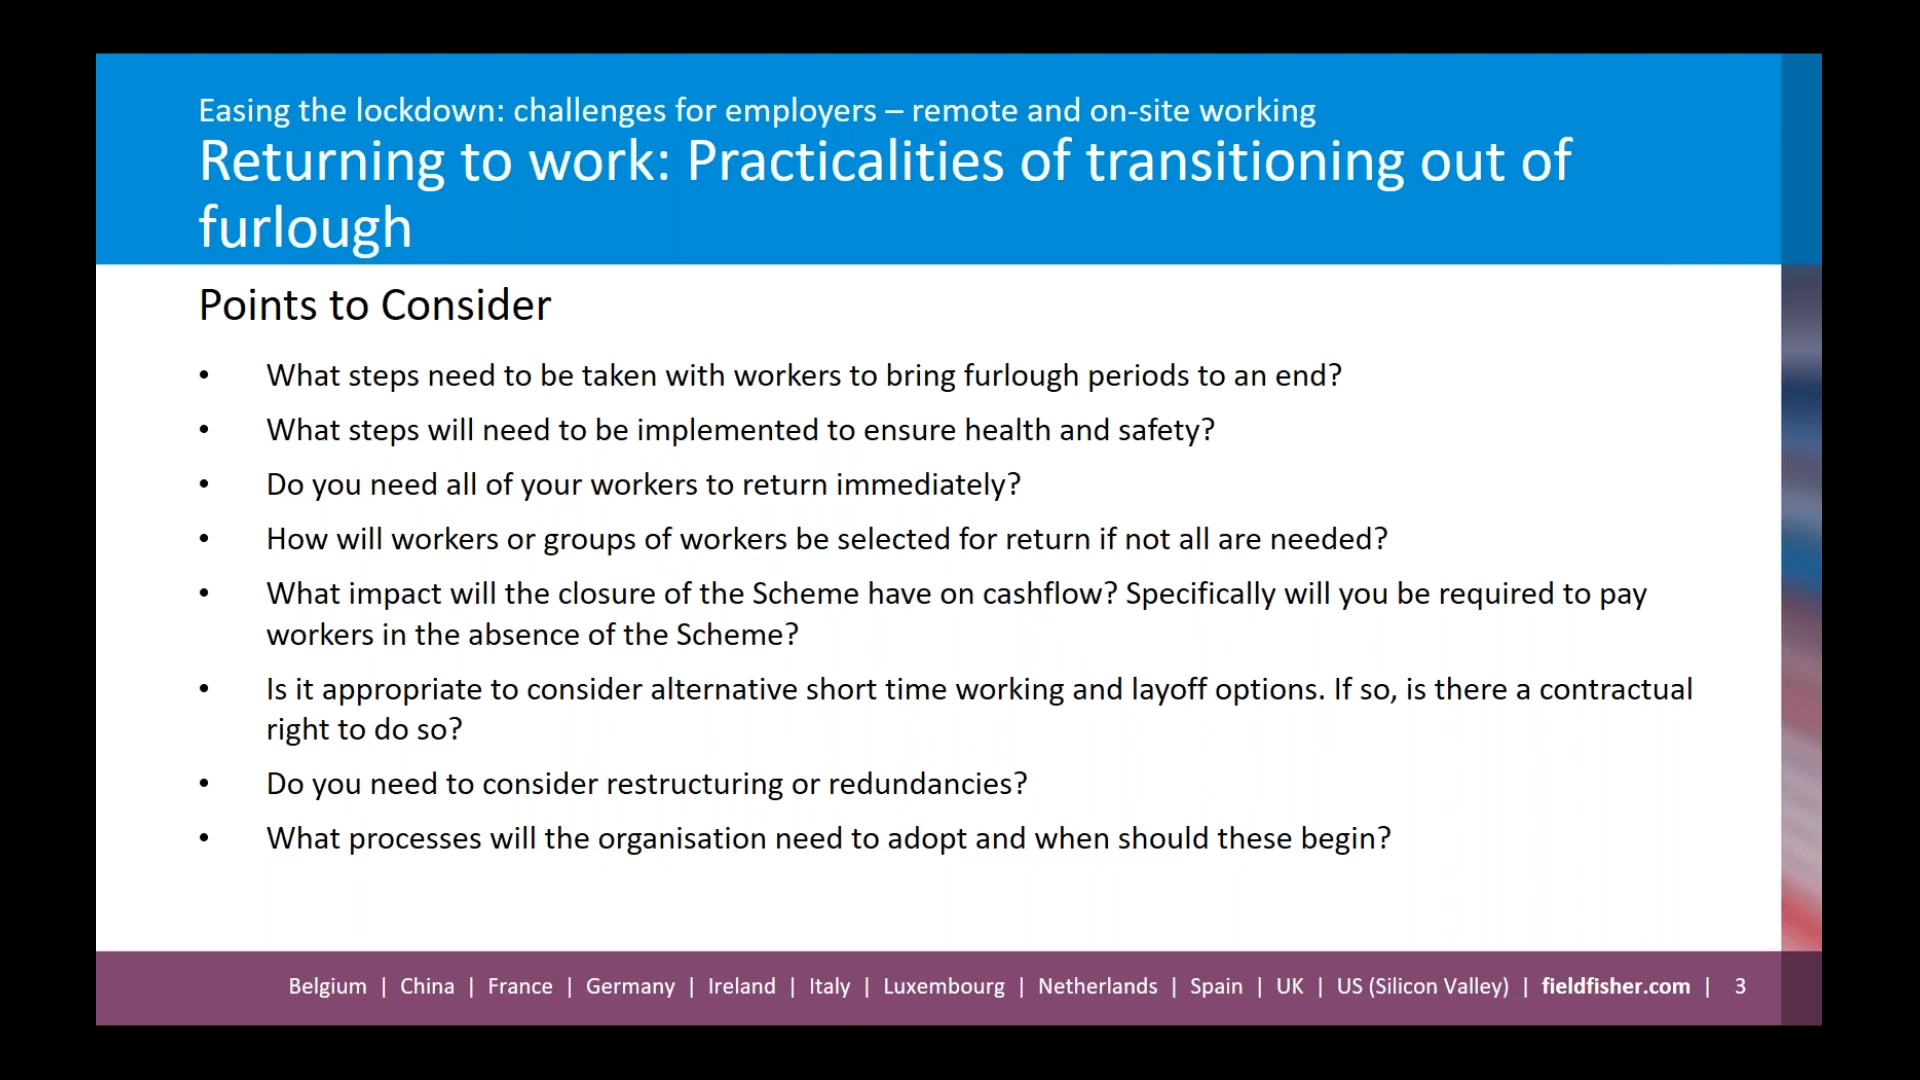 Easing the lockdown: challenges for employers – remote and on-site working
Returning to work: Practicalities of transitioning out of
furlough
Points to Consider
• What steps need to be taken with workers to bring furlough periods to an end?
• What steps will need to be implemented to ensure health and safety?
• Do you need all of your workers to return immediately?
• How will workers or groups of workers be selected for return if not all are needed?
• What impact will the closure of the Scheme have on cashflow? Specifically will you be required to pay
workers in the absence of the Scheme?
• Is it appropriate to consider alternative short time working and layoff options. If so, is there a contractual
right to do so?
• Do you need to consider restructuring or redundancies?
• What processes will the organisation need to adopt and when should these begin?
Belgium | China | France | Germany | Ireland | Italy | Luxembourg | Netherlands | Spain | UK | US (Silicon Valley) | fieldfisher.com | 3